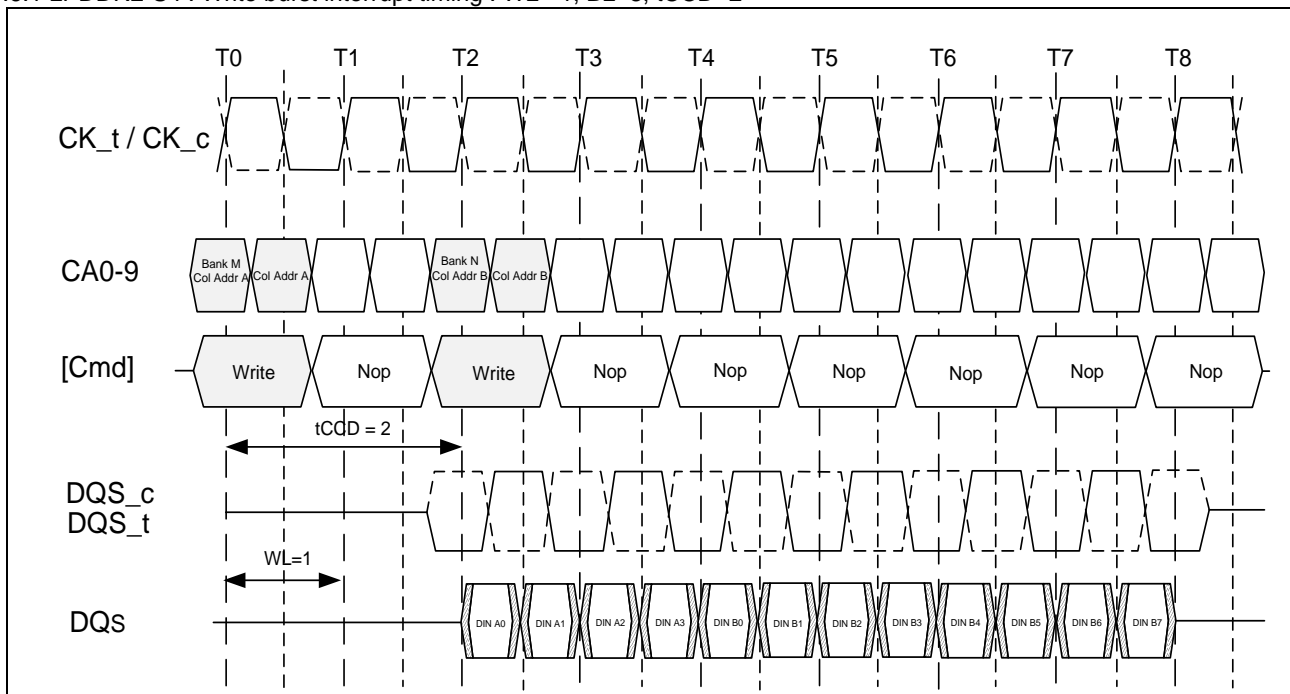 T0 T1 T2 T3 T4 T5 T6 T7 T8
CK_t / CK_c
CA0-9
Bank M
Col Addr A
Col Addr A
Bank N
Col Addr B
Col Addr B
[Cmd]
Write Nop Write Nop Nop Nop Nop Nop Nop
tCCD = 2
DQS_c
DQS_t
WL=1
DQs
DIN A0 DIN A1 DIN A2 DIN A3 DIN B0 DIN B1 DIN B2 DIN B3 DIN B4 DIN B5 DIN B6 DIN B7